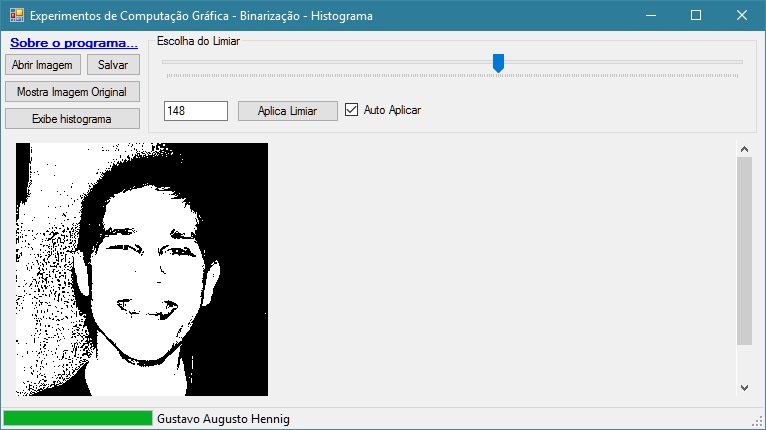 Experimentos de Computação Gráfica - Binarização - Histograma
Sobre o programa...
Escolha do Limiar
Abrir Imagem
Salvar
Mostra Imagem Original
148
Aplica Limiar
Auto Aplicar
Exibe histograma
Gustavo Augusto Hennig